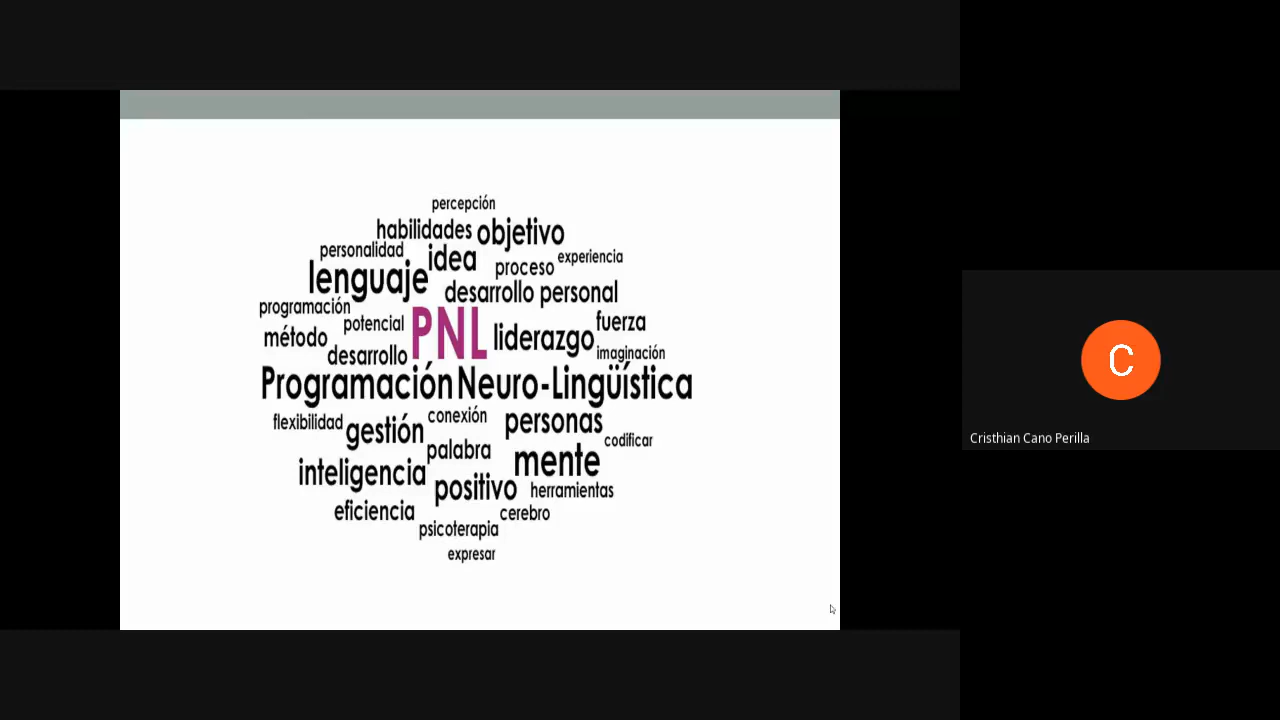 percepción
habilidades objetivo
personalidad idea proceso experiencia
lenguaje desarrollo personal
programación potencial PNL liderazgo fuerza
método desarrollo imaginación
Programación Neuro-Lingüística
flexibilidad gestión conexión personas codificar
inteligencia palabra mente
positivo herramientas
eficiencia cerebro
psicoterapia
expresar
C
Cristhian Cano Perilla